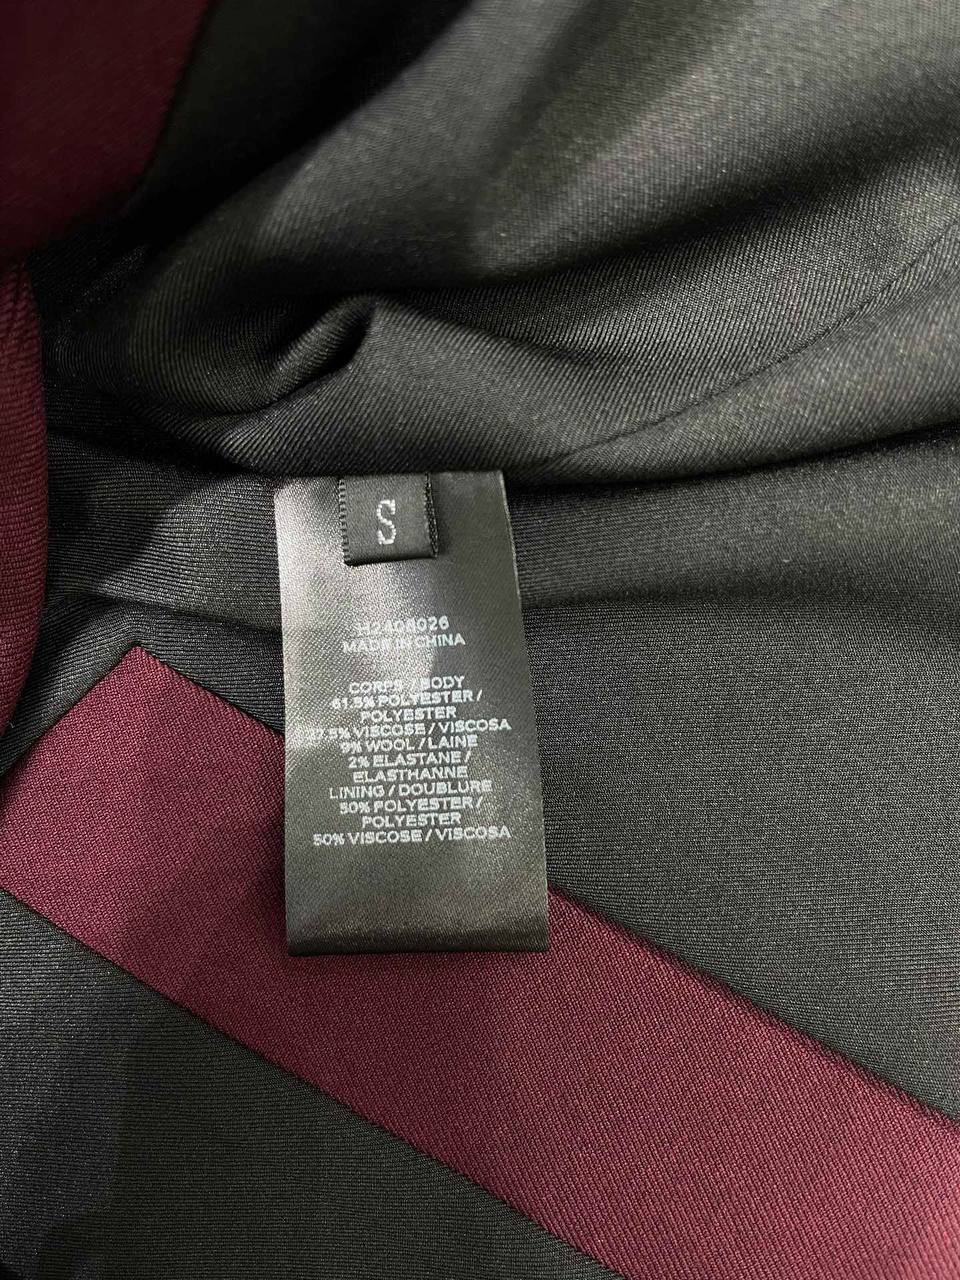 S
H2408026
MADE IN CHINA
CORPS / BODY
61.5% POLYESTER /
POLYESTER
27.5% VISCOSE / VISCOSA
9% WOOL / LAINE
2% ELASTANE /
ELASTHANNE
LINING / DOUBLURE
50% POLYESTER /
POLYESTER
50% VISCOSE / VISCOSA